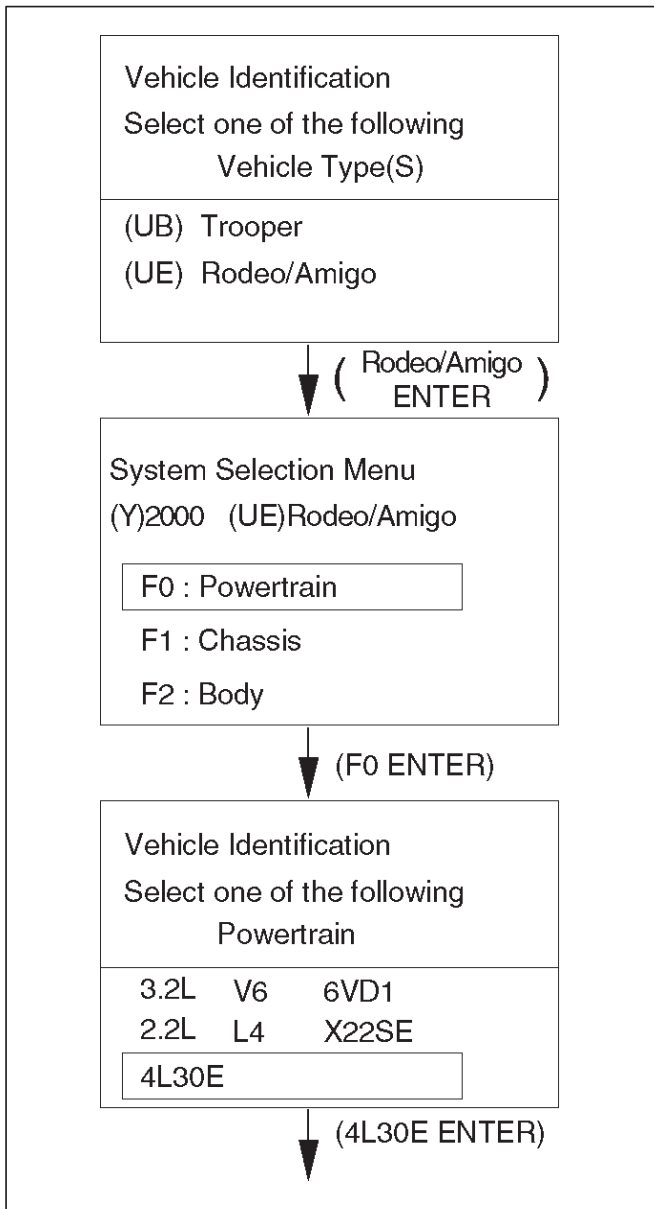 Vehicle Identification
Select one of the following
Vehicle Type(S)
(UB) Trooper
(UE) Rodeo/Amigo
( Rodeo/Amigo
ENTER )
System Selection Menu
(Y)2000 (UE)Rodeo/Amigo
F0 : Powertrain
F1 : Chassis
F2 : Body
(F0 ENTER)
Vehicle Identification
Select one of the following
Powertrain
3.2L V6 6VD1
2.2L L4 X22SE
4L30E
(4L30E ENTER)